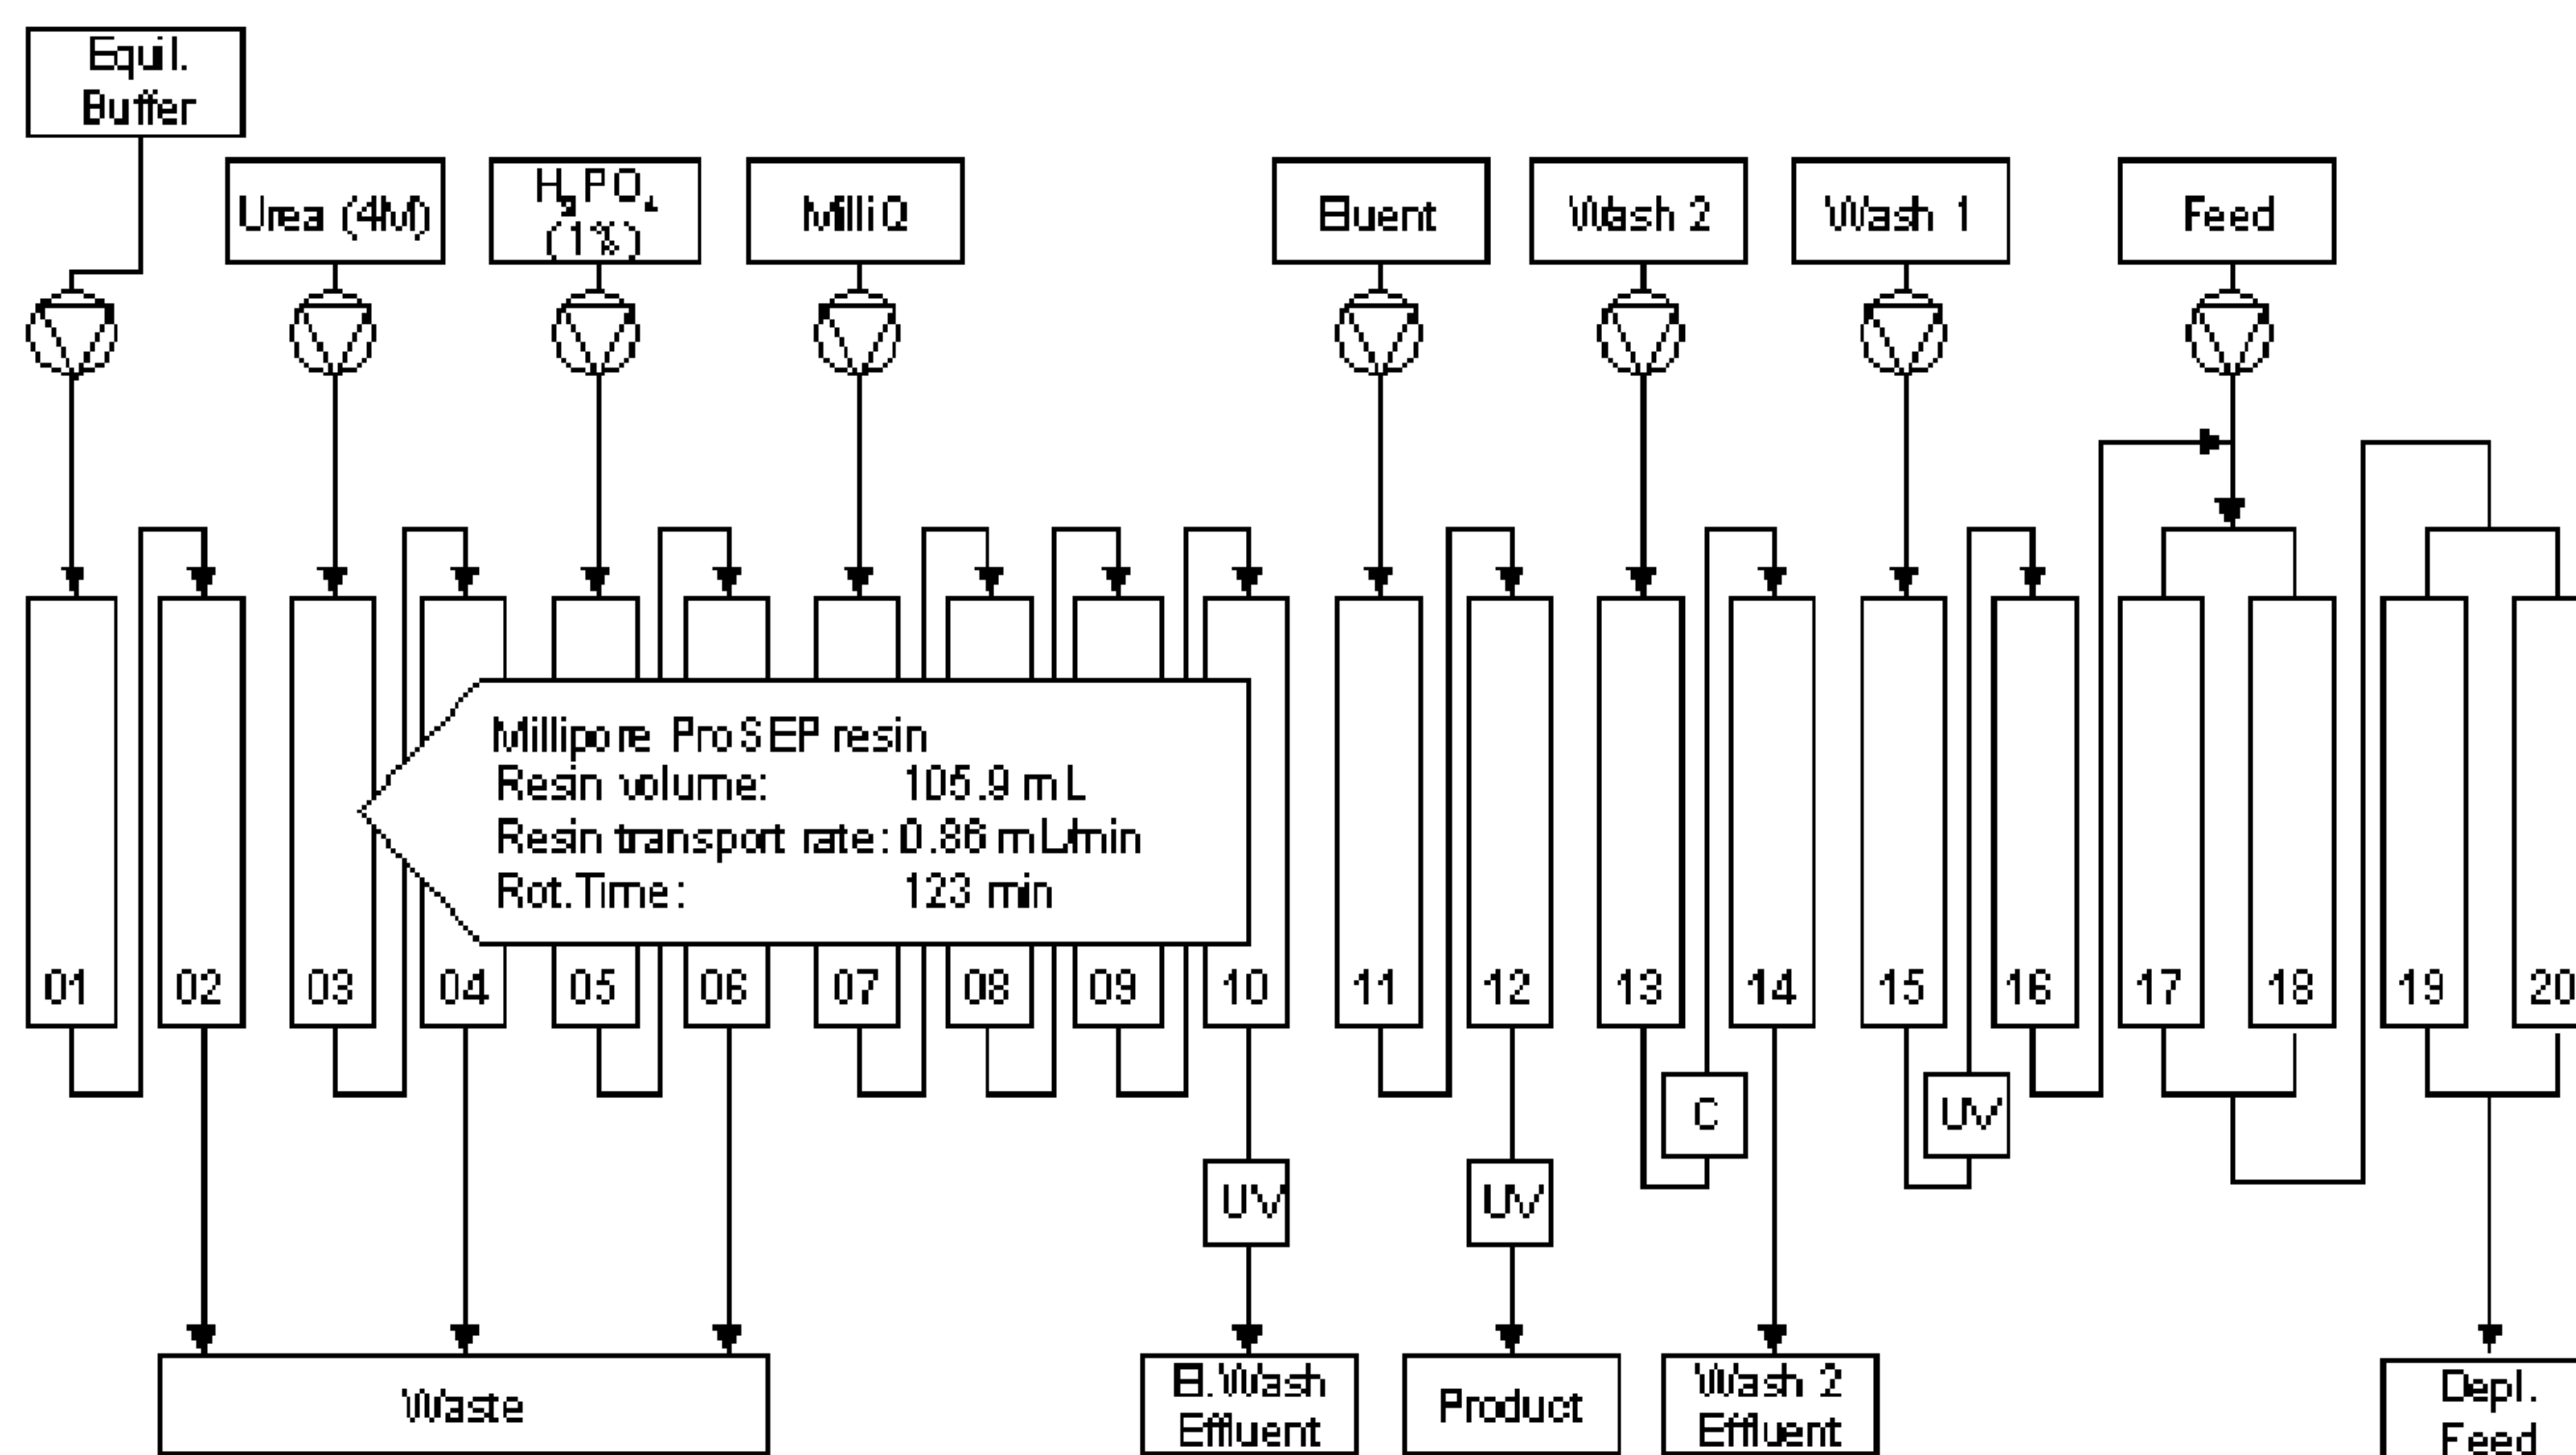 Equil.
Buffer
Urea (4M)
H3PO4
(1%)
MilliQ
Eluent
Wash 2
Wash 1
Feed
Millipore ProSEP resin
Resin volume: 105.9 mL
Resin transport rate: 0.86 mL/min
Rot.Time: 123 min
01
02
03
04
05
06
07
08
09
10
11
12
13
14
15
16
17
18
19
20
C
UV
UV
UV
Waste
El.Wash
Effluent
Product
Wash 2
Effluent
Depl.
Feed